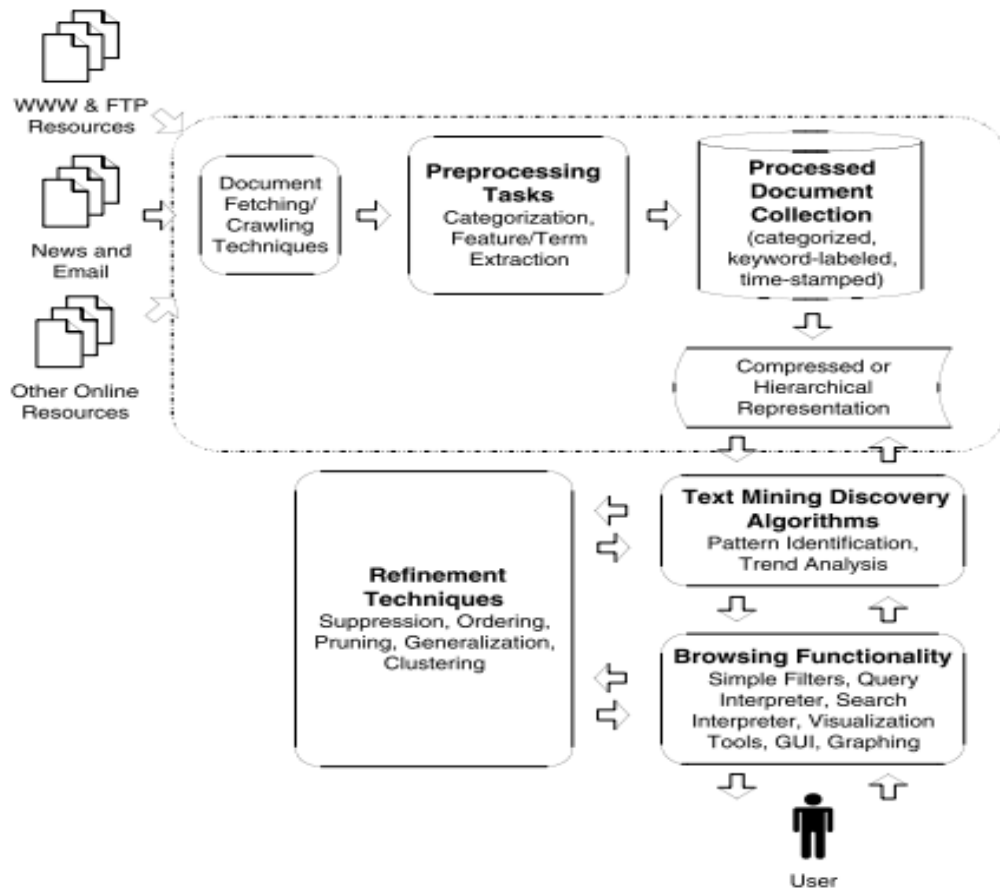 WWW & FTP
Resources
News and
Email
Other Online
Resources
Document
Fetching/
Crawling
Techniques
Preprocessing
Tasks
Categorization,
Feature/Term
Extraction
Processed
Document
Collection
(categorized,
keyword-labeled,
time-stamped)
Compressed or
Hierarchical
Representation
Text Mining Discovery
Algorithms
Pattern Identification,
Trend Analysis
Refinement
Techniques
Suppression, Ordering,
Pruning, Generalization,
Clustering
Browsing Functionality
Simple Filters, Query
Interpreter, Search
Interpreter, Visualization
Tools, GUI, Graphing
User